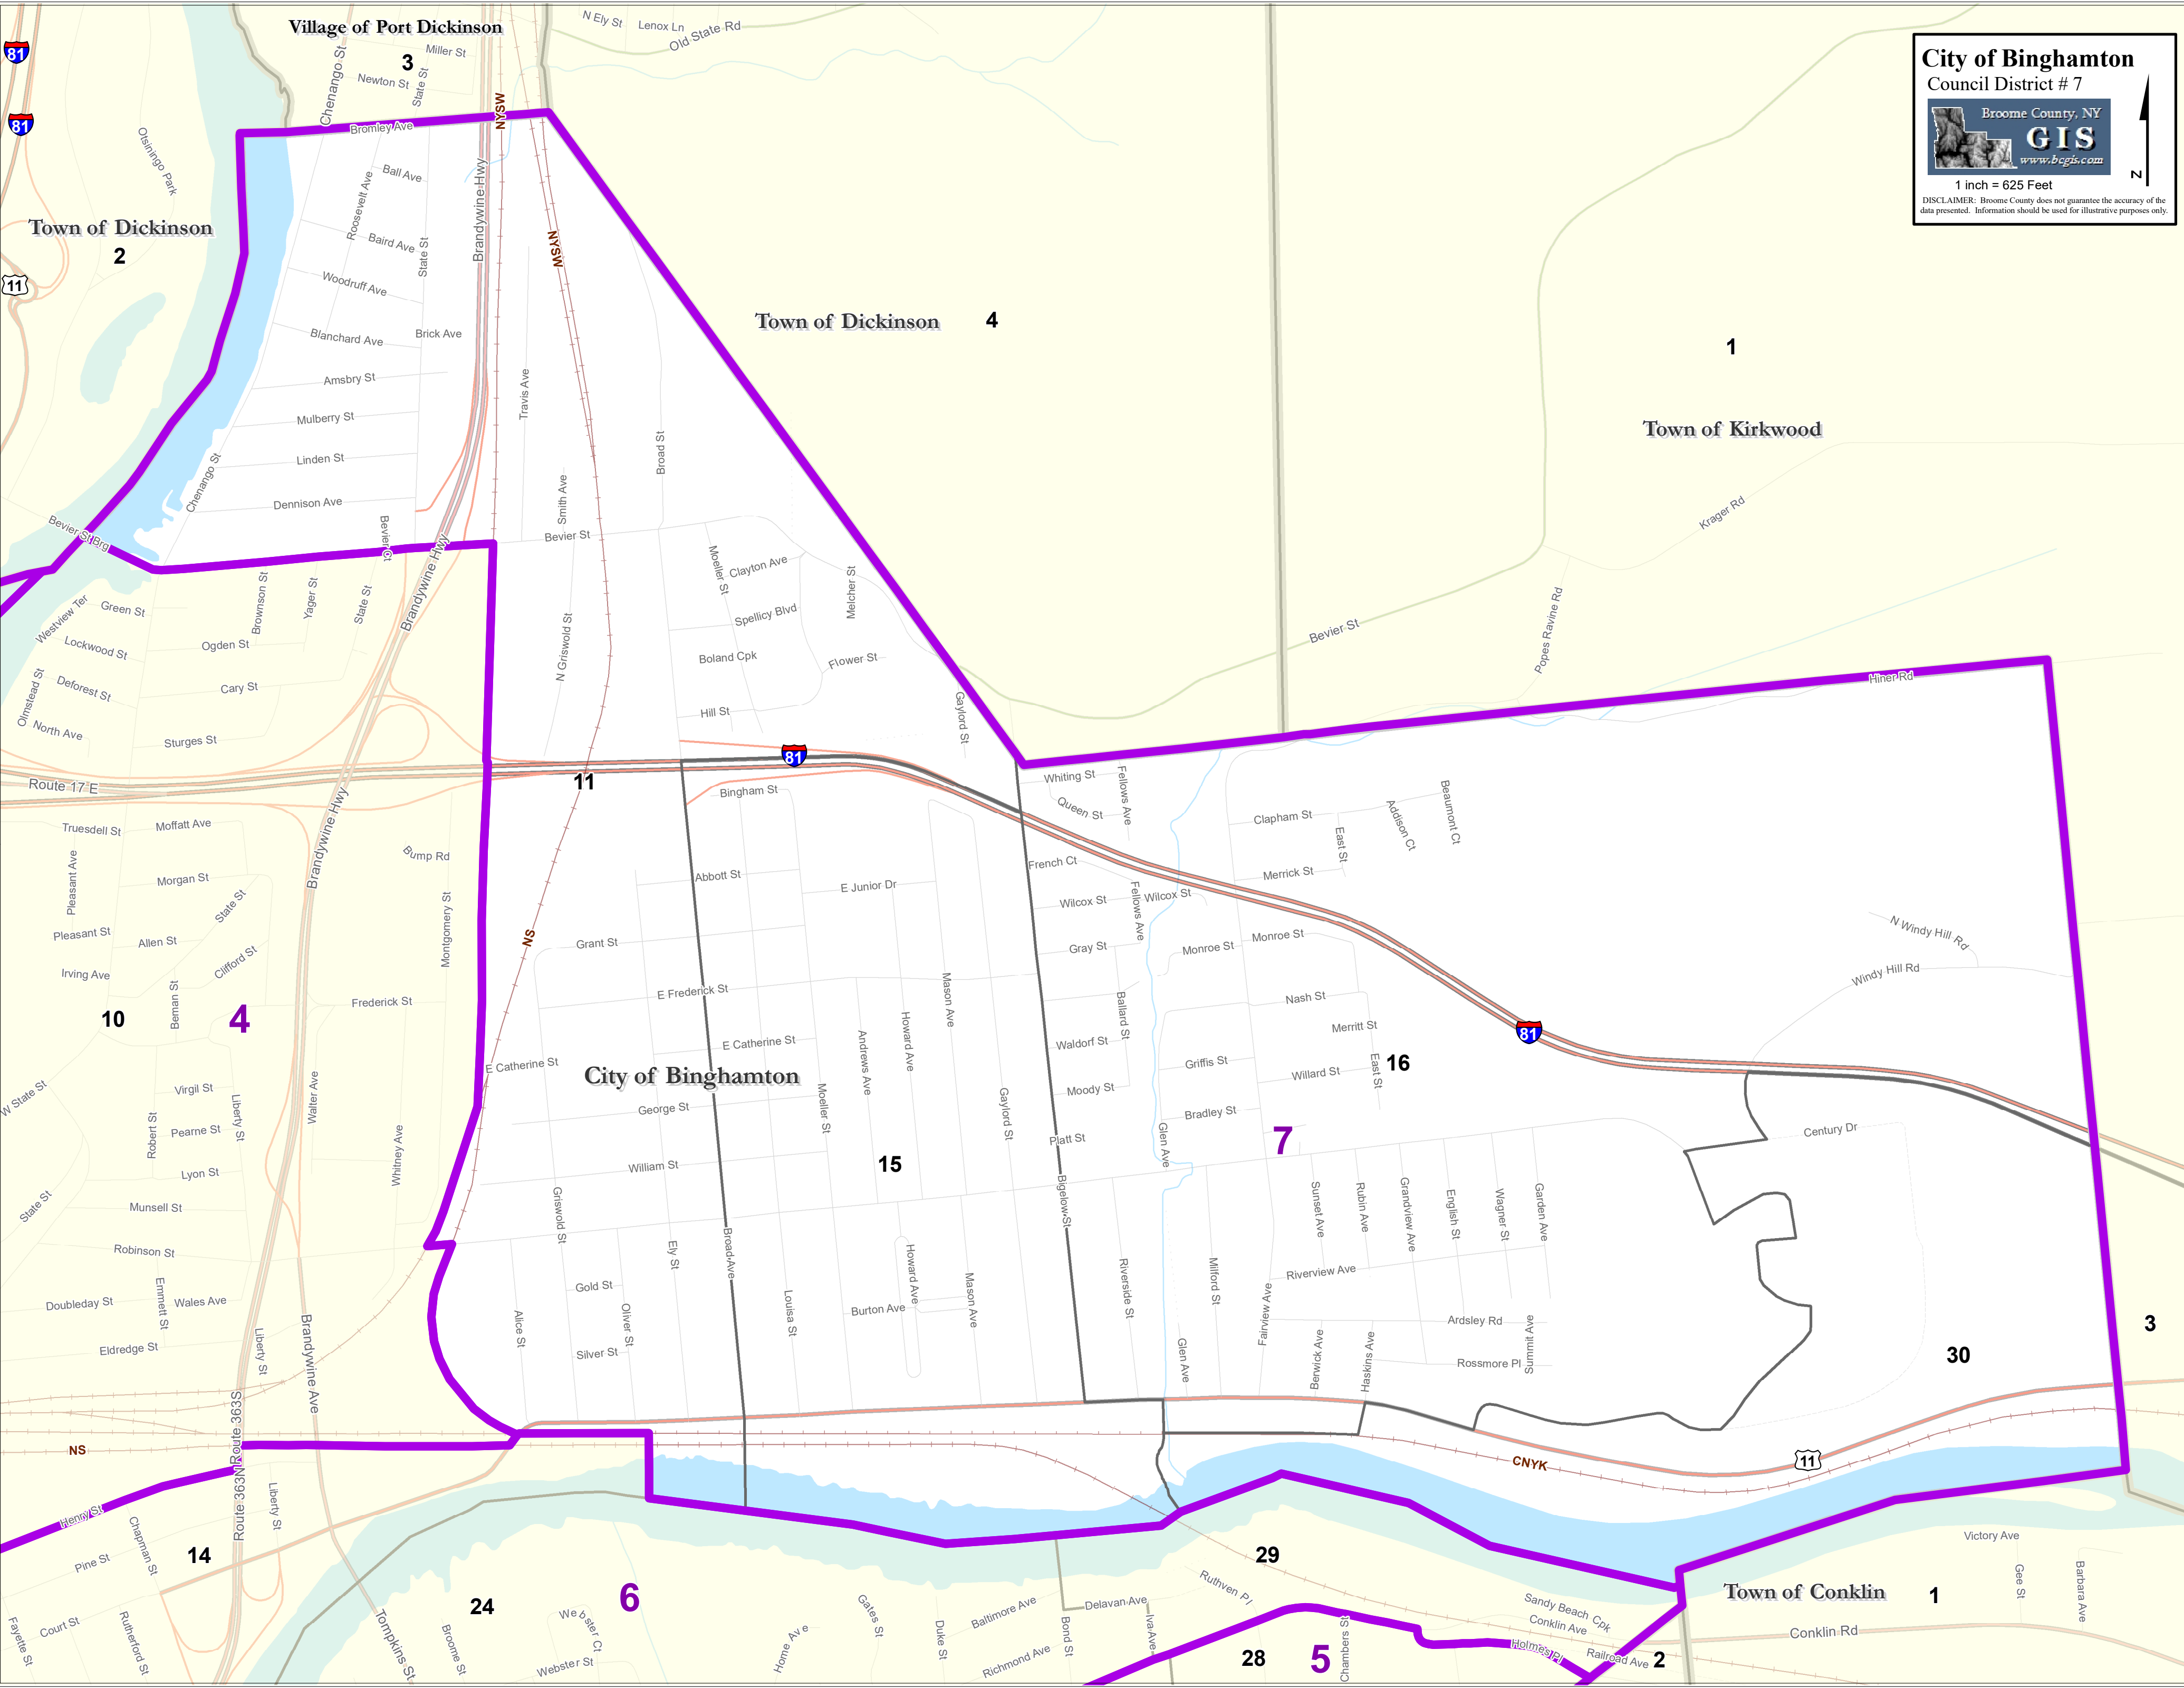 City of Binghamton
Council District # 7
Broome County, NY
GIS
www.bcgis.com
1 inch = 625 Feet
N
DISCLAIMER: Broome County does not guarantee the accuracy of the
data presented. Information should be used for illustrative purposes only.
Village of Port Dickinson
3
Miller St
Newton St
State St
Chenango St
N Ely St
Lenox Ln
Old State Rd
81
81
11
Otsiningo Park
Town of Dickinson
2
Bromley Ave
NYSW
Ball Ave
Roosevelt Ave
Baird Ave
State St
Brandywine Hwy
Woodruff Ave
Blanchard Ave
Brick Ave
Amsbry St
Mulberry St
Linden St
Dennison Ave
Chenango St
Bevier St Brg
Bevier Ct
Travis Ave
NYSW
Broad St
Smith Ave
Bevier St
Town of Dickinson
4
1
Town of Kirkwood
Krager Rd
Popes Ravine Rd
Bevier St
Hiner Rd
Moeller St
Clayton Ave
Melcher St
Spellicy Blvd
Boland Cpk
Flower St
Hill St
Gaylord St
N Griswold St
Westview Ter
Green St
Brownson St
Yager St
State St
Brandywine Hwy
Lockwood St
Ogden St
Deforest St
Cary St
Olmstead St
North Ave
Sturges St
Route 17 E
81
11
Truesdell St
Moffatt Ave
Brandywine Hwy
Bump Rd
Pleasant Ave
Morgan St
State St
Montgomery St
Pleasant St
Allen St
Clifford St
Irving Ave
Beman St
Frederick St
10
4
W State St
Virgil St
Liberty St
Walter Ave
Robert St
Pearne St
Whitney Ave
Lyon St
State St
Munsell St
Robinson St
Emmett St
Doubleday St
Wales Ave
Eldredge St
Liberty St
Brandywine Ave
NS
Route 363S
Route 363N
Henry St
Liberty St
Chapman St
Pine St
14
Court St
Fayette St
Rutherford St
Tompkins St
Bingham St
Abbott St
E Junior Dr
Grant St
NS
E Frederick St
Mason Ave
Howard Ave
Andrews Ave
E Catherine St
E Catherine St
City of Binghamton
George St
Moeller St
Gaylord St
William St
15
Griswold St
Ely St
Broad Ave
Gold St
Howard Ave
Mason Ave
Burton Ave
Louisa St
Oliver St
Alice St
Silver St
Whiting St
Fellows Ave
Queen St
French Ct
Wilcox St
Fellows Ave
Wilcox St
Gray St
Monroe St
Monroe St
Clapham St
East St
Addison Ct
Beaumont Ct
Merrick St
N Windy Hill Rd
Windy Hill Rd
Ballard St
Nash St
Merritt St
81
Waldorf St
Griffis St
16
Willard St
East St
Moody St
Bradley St
Platt St
Glen Ave
7
Century Dr
Bigelow St
Sunset Ave
Rubin Ave
Grandview Ave
English St
Wagner St
Garden Ave
Riverside St
Milford St
Riverview Ave
Fairview Ave
Ardsley Rd
Summit Ave
Glen Ave
Berwick Ave
Haskins Ave
Rossmore Pl
30
3
CNYK
11
29
Town of Conklin
1
Victory Ave
Gee St
Barbara Ave
Conklin Rd
24
6
Broome St
Webster Ct
Webster St
Home Ave
Gates St
Duke St
Baltimore Ave
Richmond Ave
Bond St
Delavan Ave
Iva Ave
Ruthven Pl
28
5
Chambers St
Sandy Beach Cpk
Conklin Ave
Holmes Pl
Railroad Ave
2